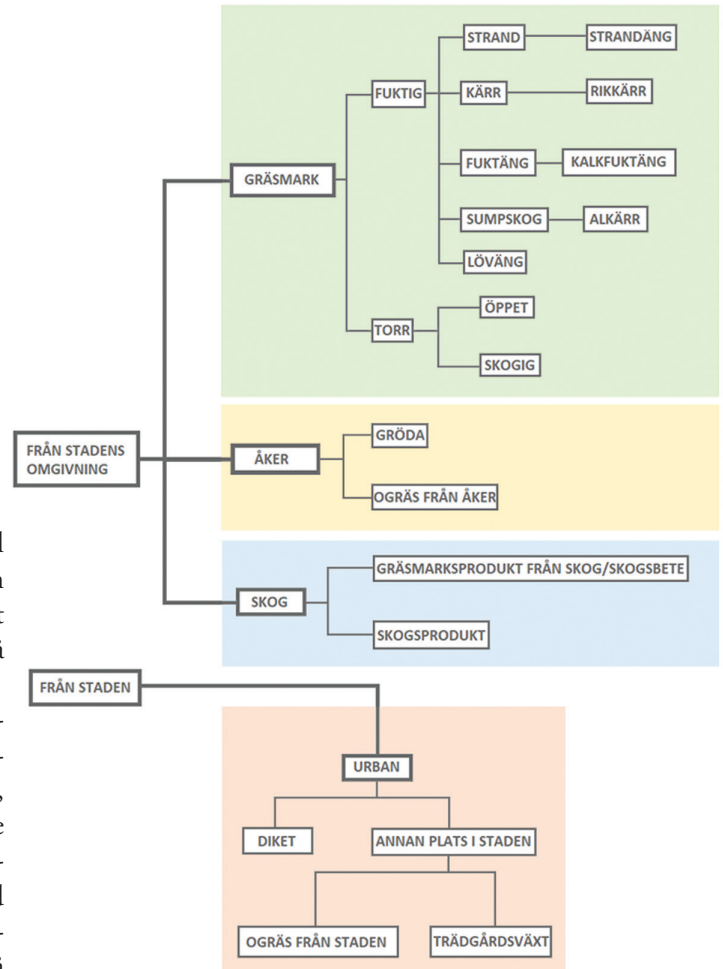 STRAND
STRANDÄNG
FUKTIG
KÄRR
RIKKÄRR
GRÄSMARK
FUKTÄNG
KALKFUKTÄNG
SUMPSKOG
ALKÄRR
LÖVÄNG
TORR
ÖPPET
SKOGIG
FRÅN STADENS
OMGIVNING
ÅKER
GRÖDA
OGRÄS FRÅN ÅKER
SKOG
GRÄSMARKSPRODUKT FRÅN SKOG/SKOGSBETE
SKOGSPRODUKT
FRÅN STADEN
URBAN
DIKET
ANNAN PLATS I STADEN
OGRÄS FRÅN STADEN
TRÄDGÅRDSVÄXT